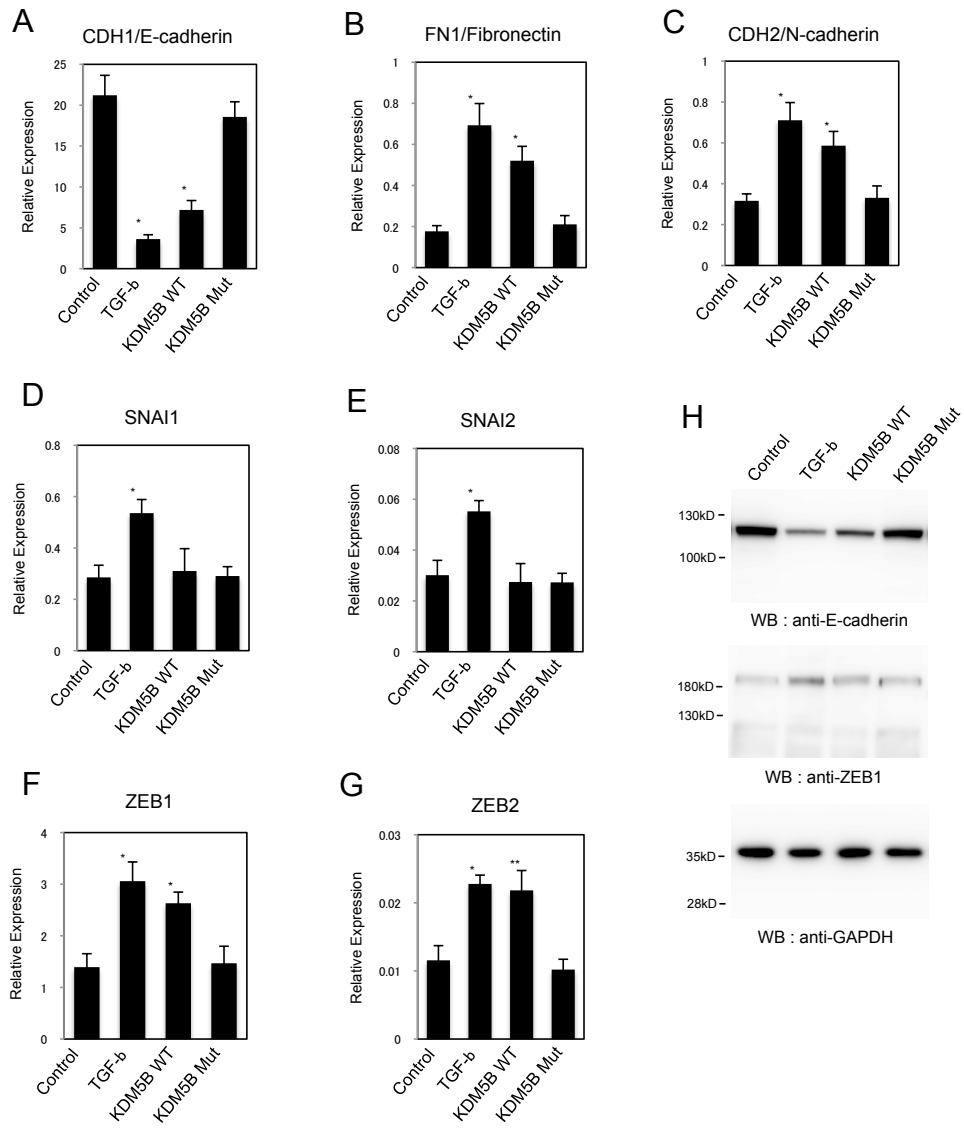 A
CDH1/E-cadherin
Relative Expression
25
20
15
10
5
0
*
*
Control
TGF-b
KDM5B WT
KDM5B Mut
B
FN1/Fibronectin
Relative Expression
1
0.8
0.6
0.4
0.2
0
*
*
Control
TGF-b
KDM5B WT
KDM5B Mut
C
CDH2/N-cadherin
Relative Expression
1
0.8
0.6
0.4
0.2
0
*
*
Control
TGF-b
KDM5B WT
KDM5B Mut
D
SNAI1
Relative Expression
0.8
0.6
0.4
0.2
0
*
Control
TGF-b
KDM5B WT
KDM5B Mut
E
SNAI2
Relative Expression
0.08
0.06
0.04
0.02
0
*
Control
TGF-b
KDM5B WT
KDM5B Mut
F
ZEB1
Relative Expression
4
3
2
1
0
*
*
Control
TGF-b
KDM5B WT
KDM5B Mut
G
ZEB2
Relative Expression
0.03
0.02
0.01
0
*
**
Control
TGF-b
KDM5B WT
KDM5B Mut
H
Control
TGF-b
KDM5B WT
KDM5B Mut
130kD
100kD
WB : anti-E-cadherin
180kD
130kD
WB : anti-ZEB1
35kD
28kD
WB : anti-GAPDH